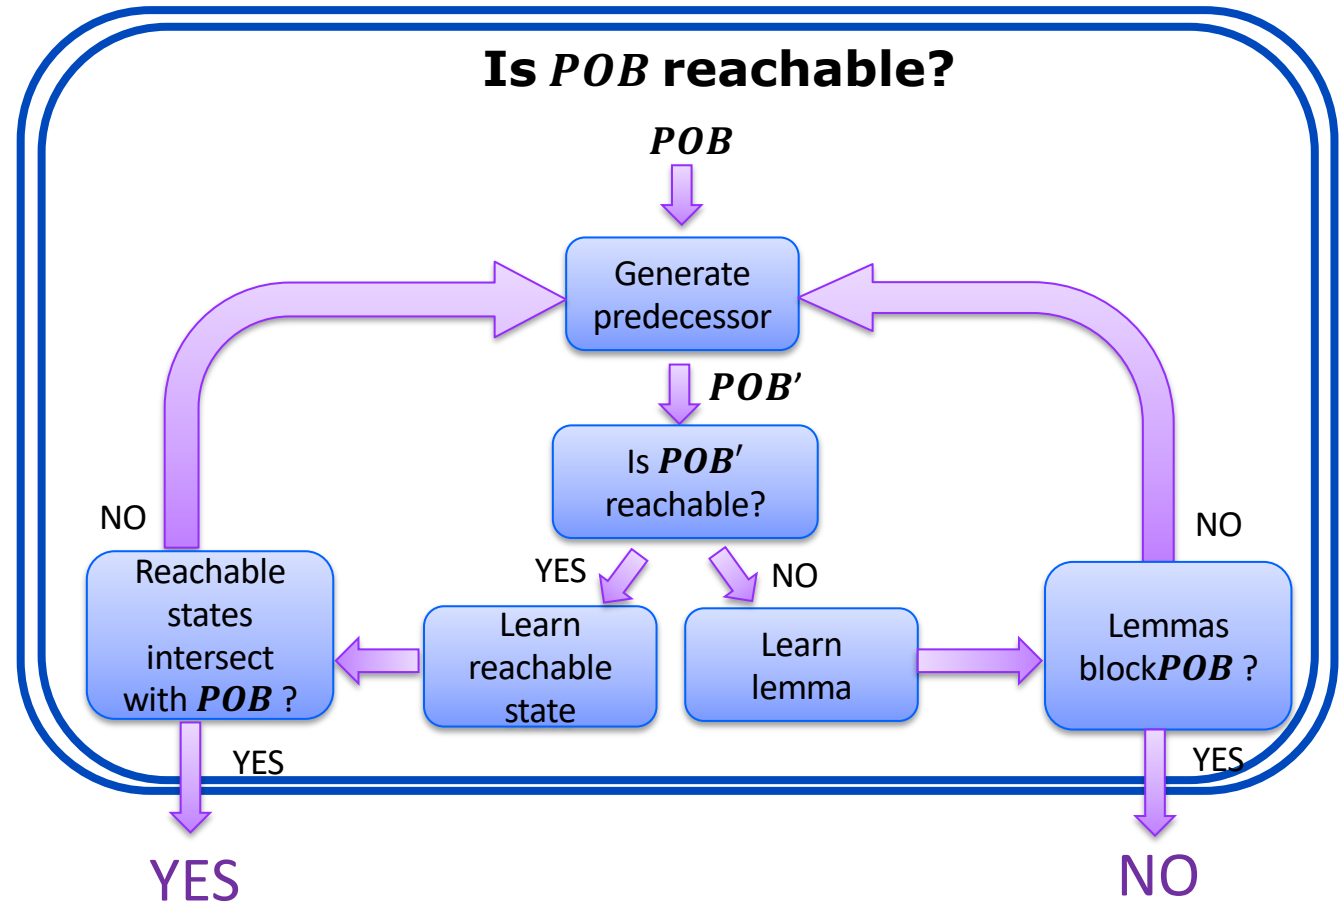 Is POB reachable?
POB
Generate
predecessor
POB'
Is POB'
reachable?
NO
NO
YES
NO
Reachable
states
intersect
with POB ?
Learn
reachable
state
Learn
lemma
Lemmas
blockPOB ?
YES
YES
YES
NO